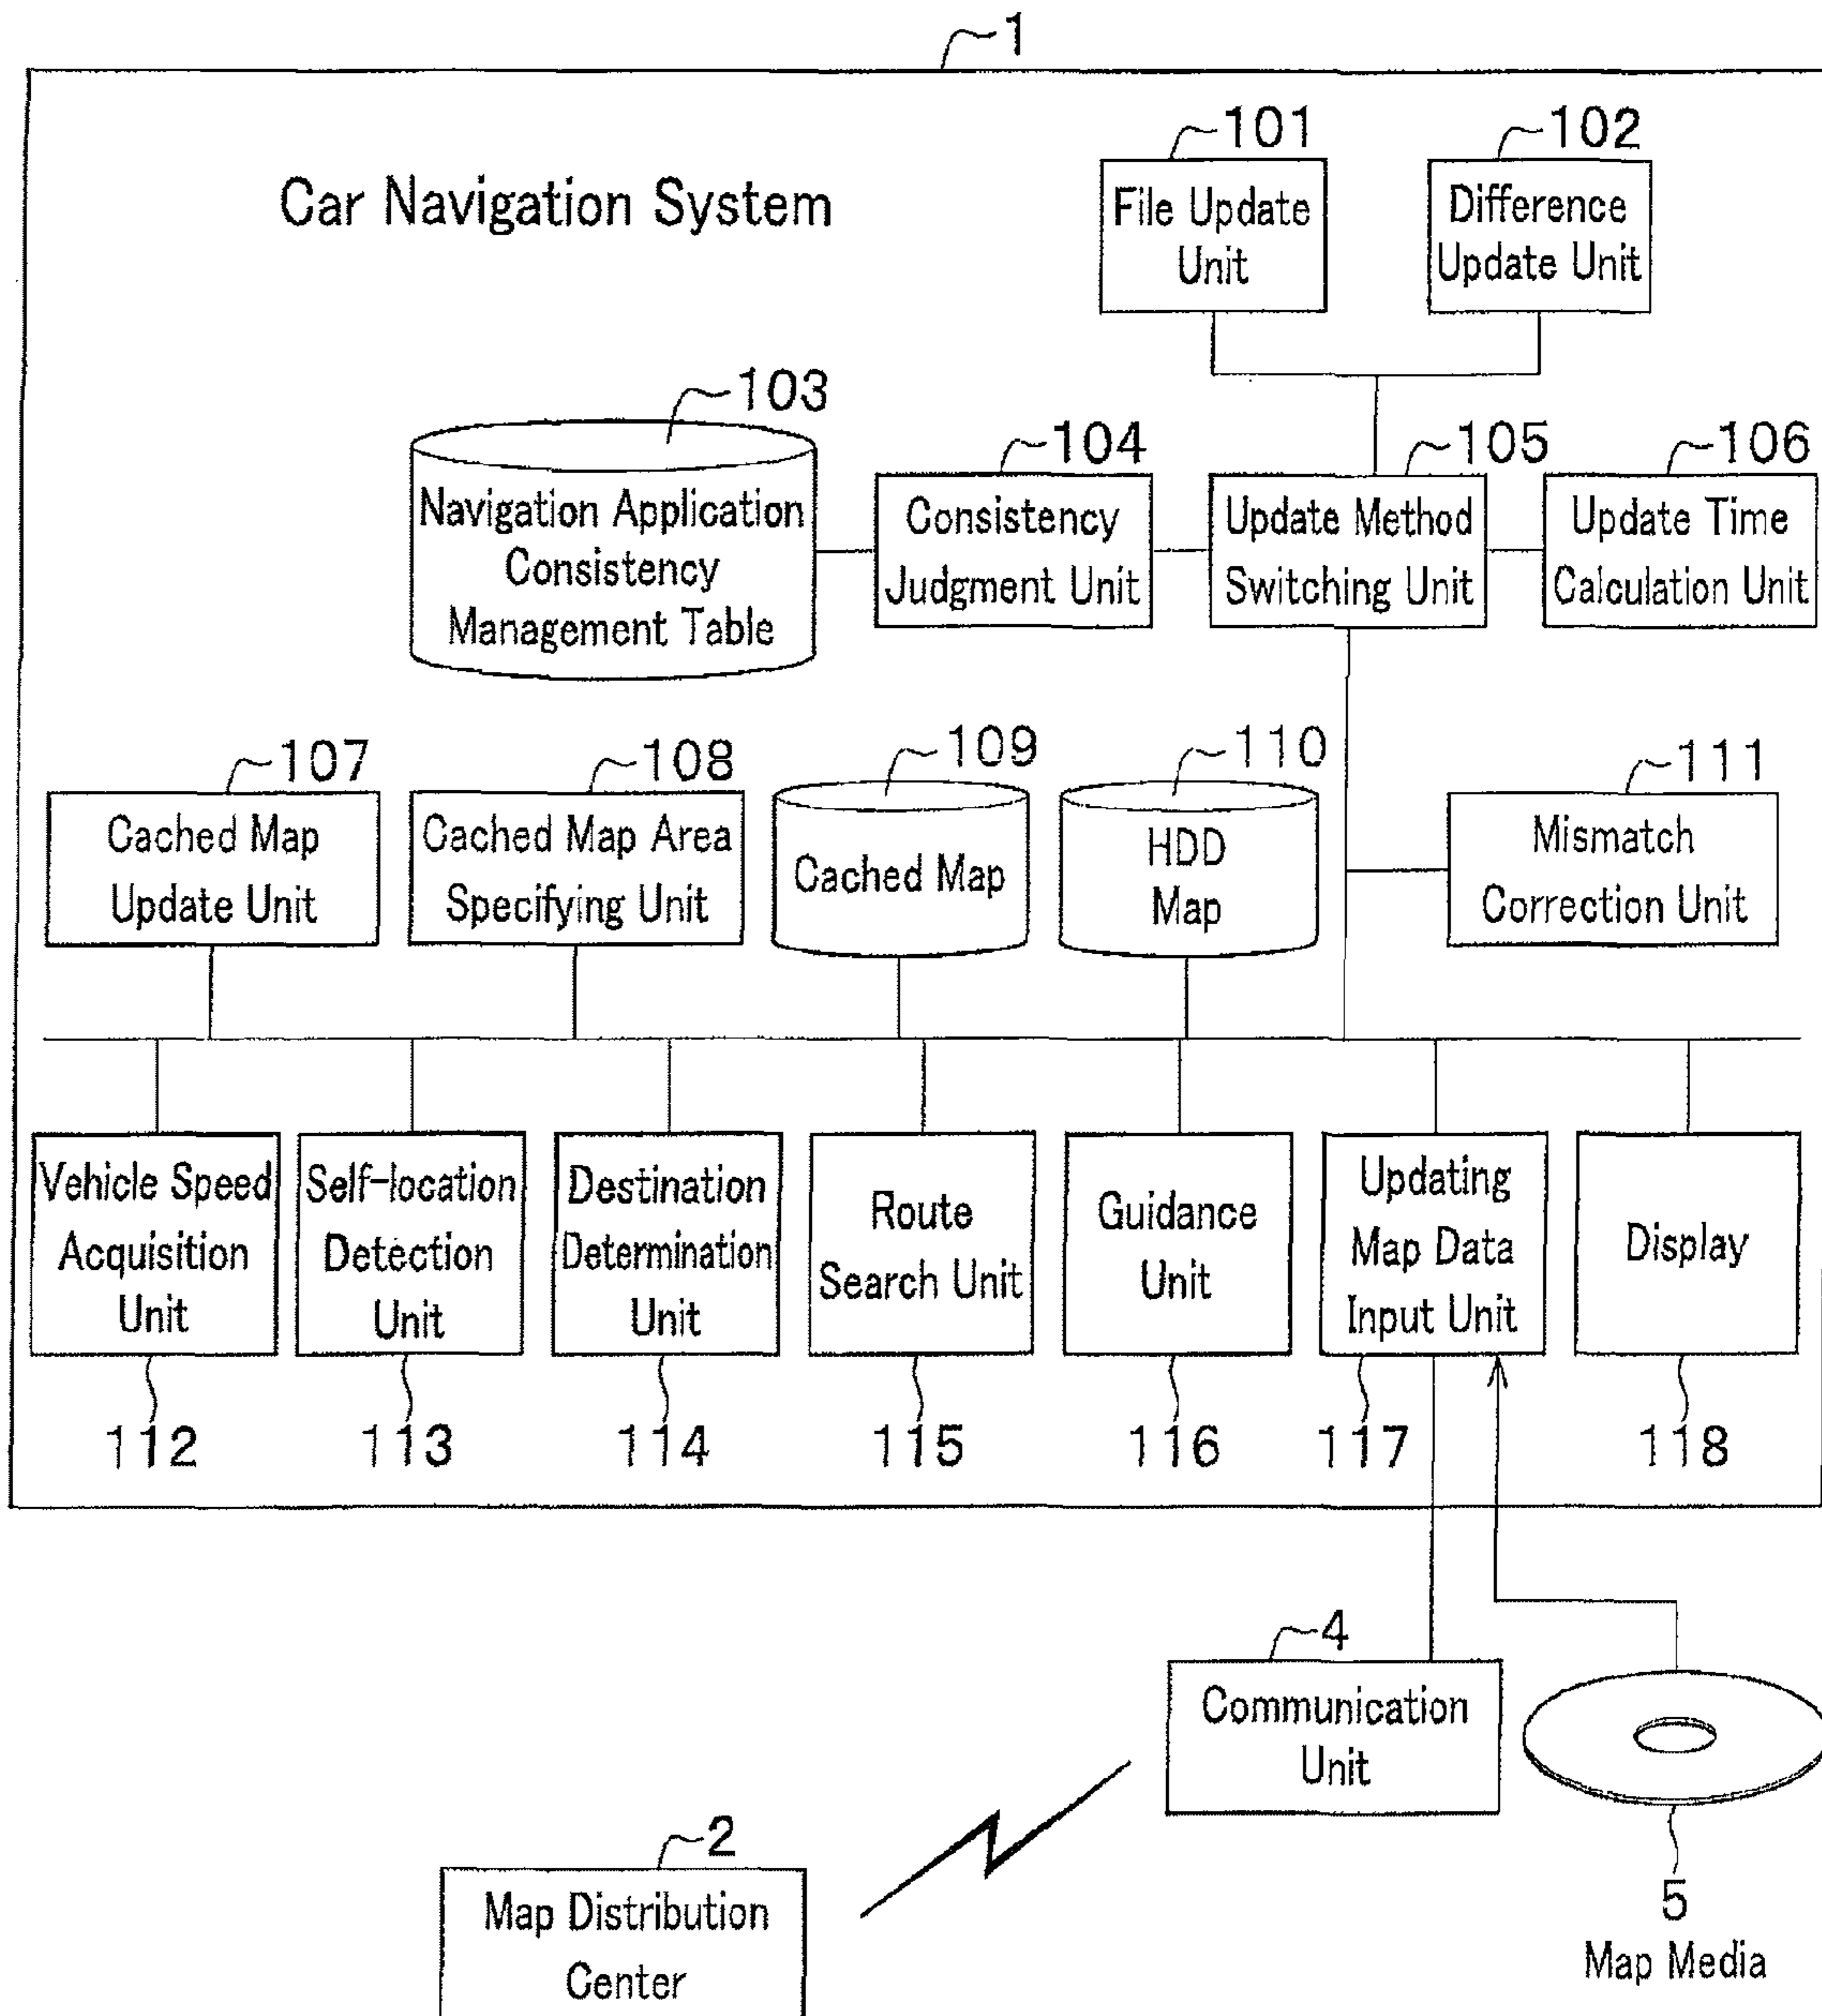 1
Car Navigation System
101
102
File Update
Unit
Difference
Update Unit
103
104
105
106
Navigation Application
Consistency
Management Table
Consistency
Judgment Unit
Update Method
Switching Unit
Update Time
Calculation Unit
107
108
109
110
111
Cached Map
Update Unit
Cached Map Area
Specifying Unit
Cached Map
HDD
Map
Mismatch
Correction Unit
Vehicle Speed
Acquisition
Unit
Self-location
Detection
Unit
Destination
Determination
Unit
Route
Search Unit
Guidance
Unit
Updating
Map Data
Input Unit
Display
112
113
114
115
116
117
118
4
Communication
Unit
5
Map Media
2
Map Distribution
Center